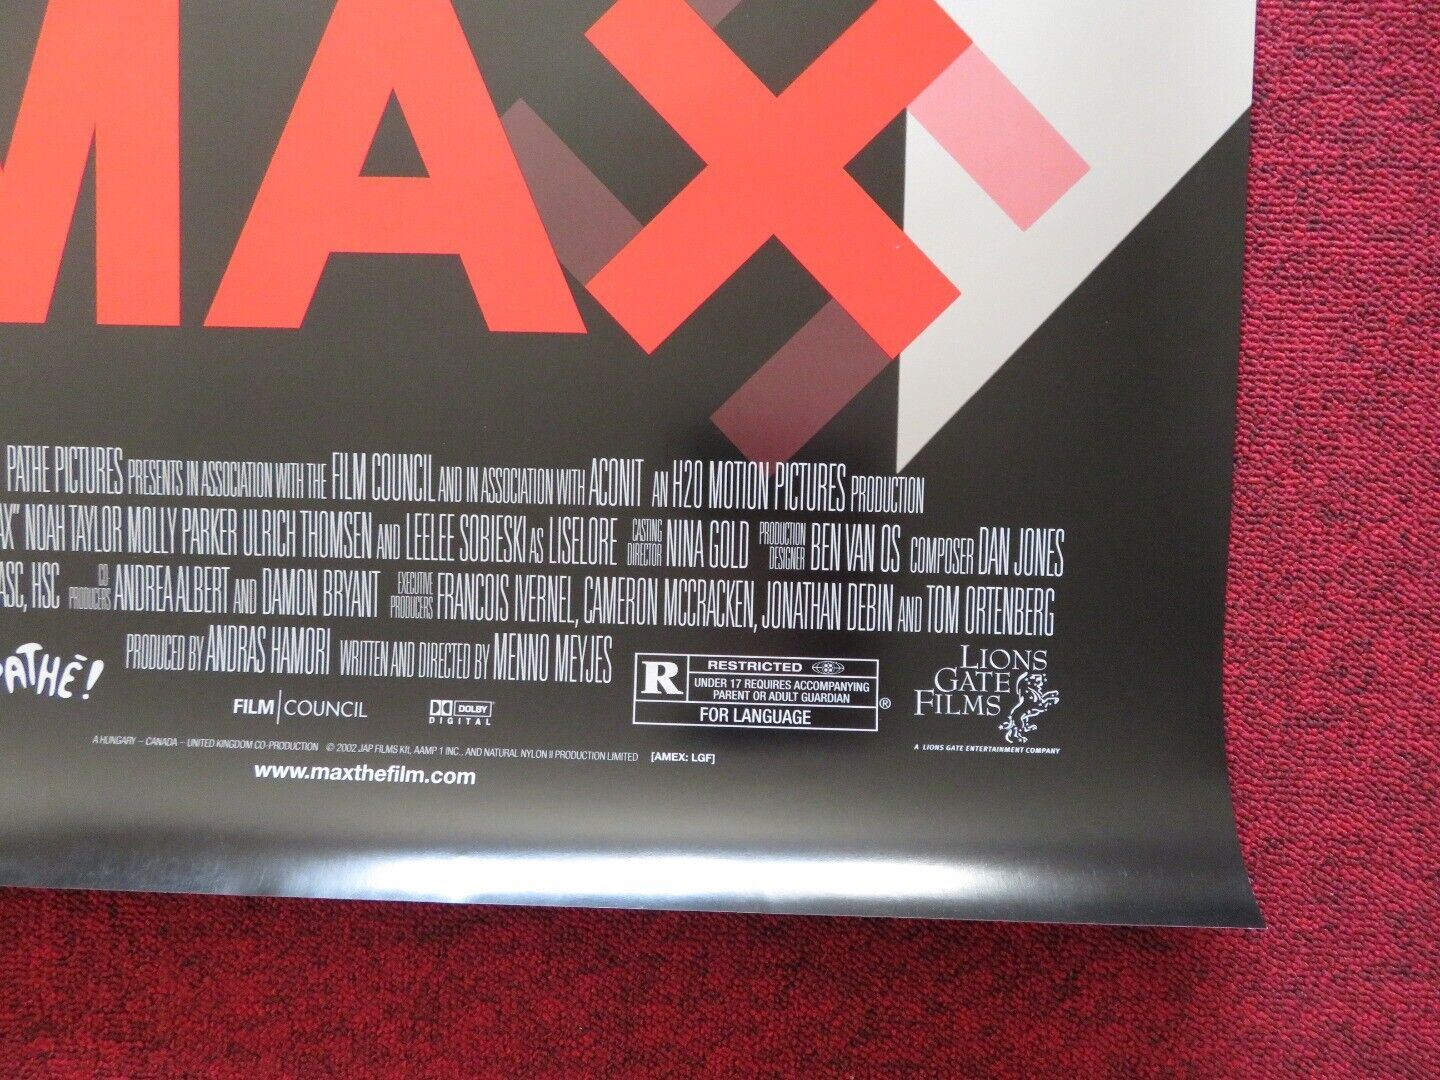 MAX
PATHE PICTURES PRESENTS IN ASSOCIATION WITH THE FILM COUNCIL AND IN ASSOCIATION WITH ACONIT AN H2O MOTION PICTURES PRODUCTION
AX" NOAH TAYLOR MOLLY PARKER ULRICH THOMSEN AND LEELEE SOBIESKI AS LISELORE CASTING DIRECTOR NINA GOLD PRODUCTION DESIGNER BEN VAN OS COMPOSER DAN JONES
ASC, HSC CO-PRODUCERS ANDREA ALBERT AND DAMON BRYANT EXECUTIVE PRODUCERS FRANCOIS IVERNEL, CAMERON MCCRACKEN, JONATHAN DEBIN AND TOM ORTENBERG
PRODUCED BY ANDRAS HAMORI WRITTEN AND DIRECTED BY MENNO MEYJES
PATHÉ!
FILM | COUNCIL
DOLBY
DIGITAL
R
RESTRICTED
UNDER 17 REQUIRES ACCOMPANYING
PARENT OR ADULT GUARDIAN
FOR LANGUAGE
®
LIONS
GATE
FILMS
A LIONS GATE ENTERTAINMENT COMPANY
A HUNGARY – CANADA – UNITED KINGDOM CO-PRODUCTION © 2002 JAP FILMS Kft, AAMP 1 INC., AND NATURAL NYLON II PRODUCTION LIMITED [AMEX: LGF]
www.maxthefilm.com